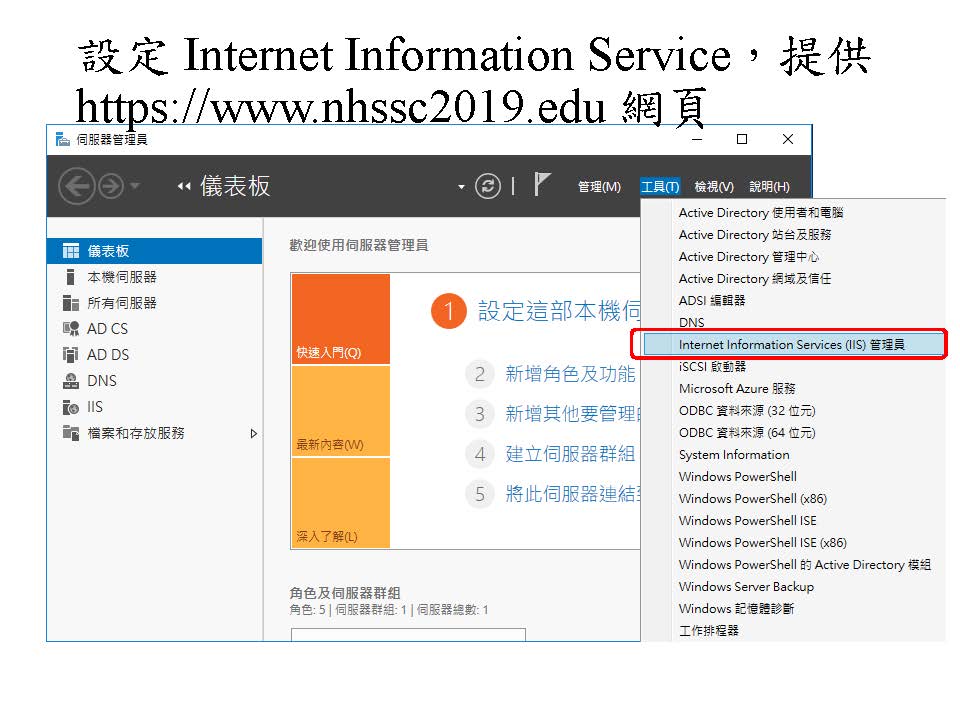 設定 Internet Information Service，提供
https://www.nhssc2019.edu 網頁
伺服器管理員
儀表板
管理(M) 工具(T) 檢視(V) 說明(H)
儀表板
本機伺服器
所有伺服器
AD CS
AD DS
DNS
IIS
檔案和存放服務
歡迎使用伺服器管理員
快速入門(Q)
最新內容(W)
深入了解(L)
1 設定這部本機伺
2 新增角色及功能
3 新增其他要管理的
4 建立伺服器群組
5 將此伺服器連結至
角色及伺服器群組
角色: 5 | 伺服器群組: 1 | 伺服器總數: 1
Active Directory 使用者和電腦
Active Directory 站台及服務
Active Directory 管理中心
Active Directory 網域及信任
ADSI 編輯器
DNS
Internet Information Services (IIS) 管理員
iSCSI 啟動器
Microsoft Azure 服務
ODBC 資料來源 (32 位元)
ODBC 資料來源 (64 位元)
System Information
Windows PowerShell
Windows PowerShell (x86)
Windows PowerShell ISE
Windows PowerShell ISE (x86)
Windows PowerShell 的 Active Directory 模組
Windows Server Backup
Windows 記憶體診斷
工作排程器